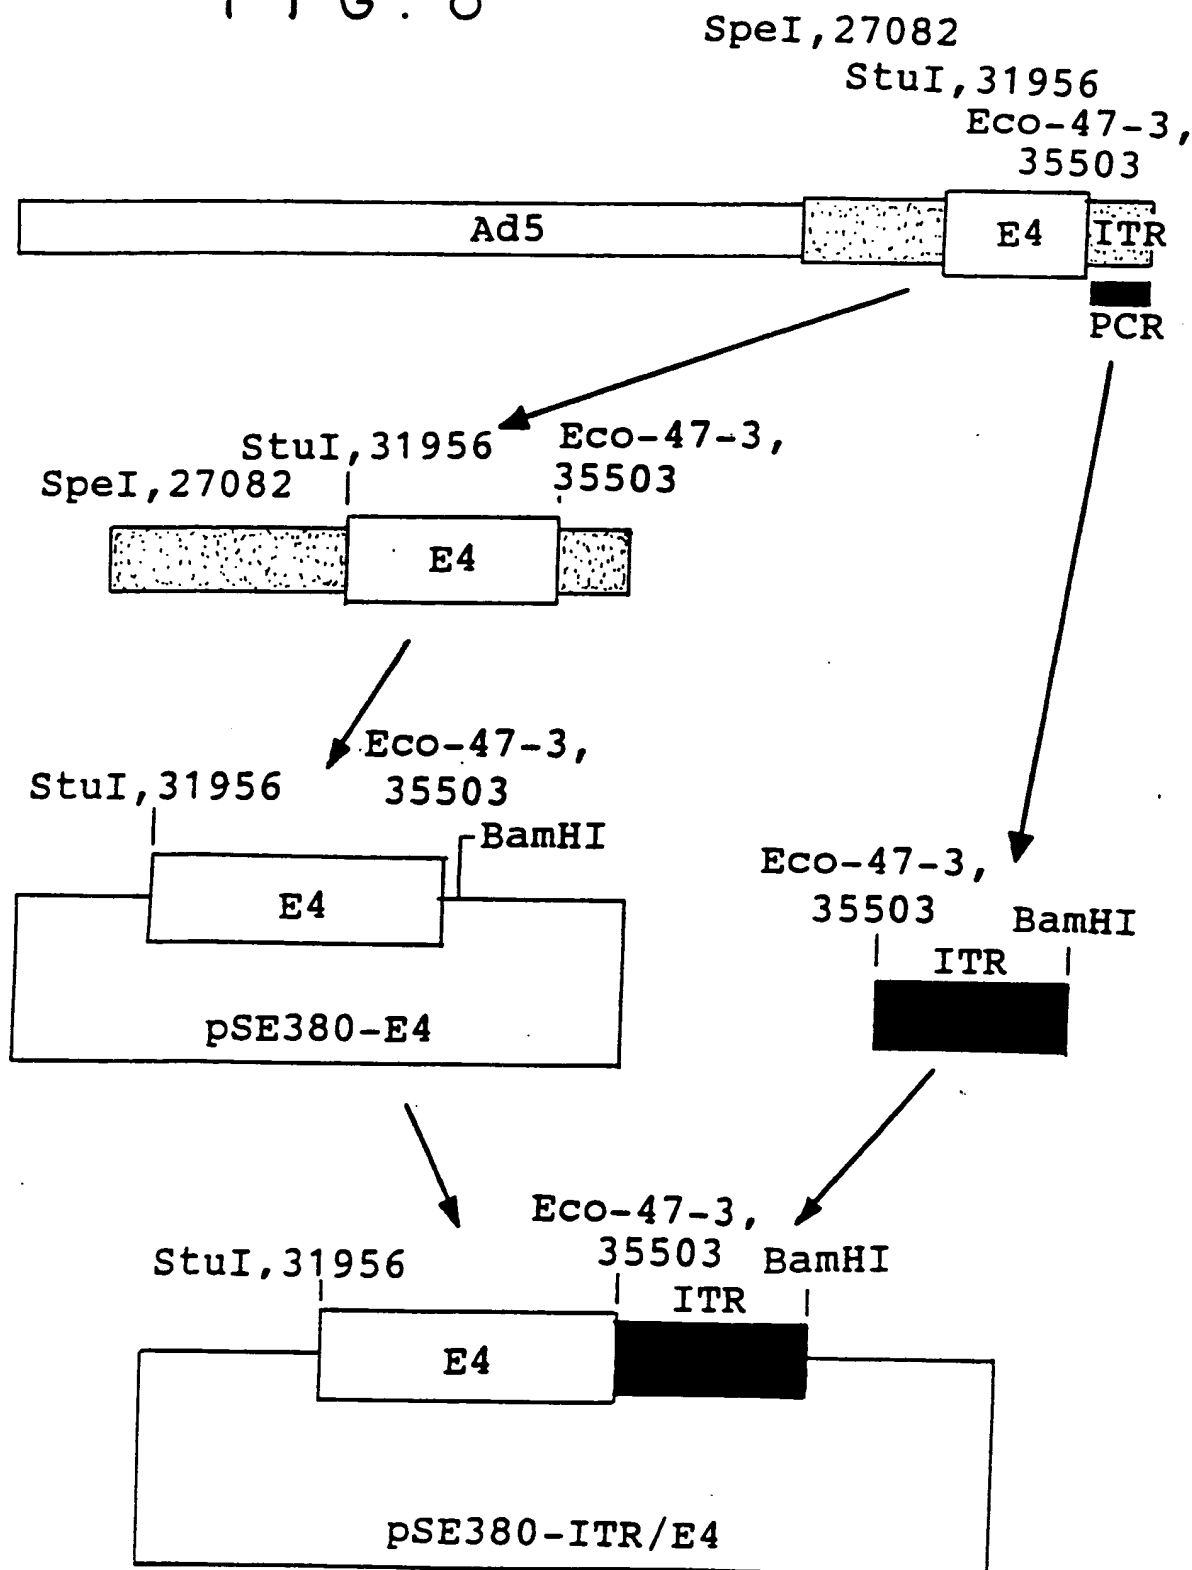 FIG. 8
SpeI,27082
StuI,31956
Eco-47-3,
35503
Ad5
E4
ITR
PCR
StuI,31956
Eco-47-3,
35503
SpeI,27082
E4
Eco-47-3,
35503
StuI,31956
BamHI
E4
pSE380-E4
Eco-47-3,
35503
BamHI
ITR
Eco-47-3,
35503
BamHI
StuI,31956
ITR
E4
pSE380-ITR/E4